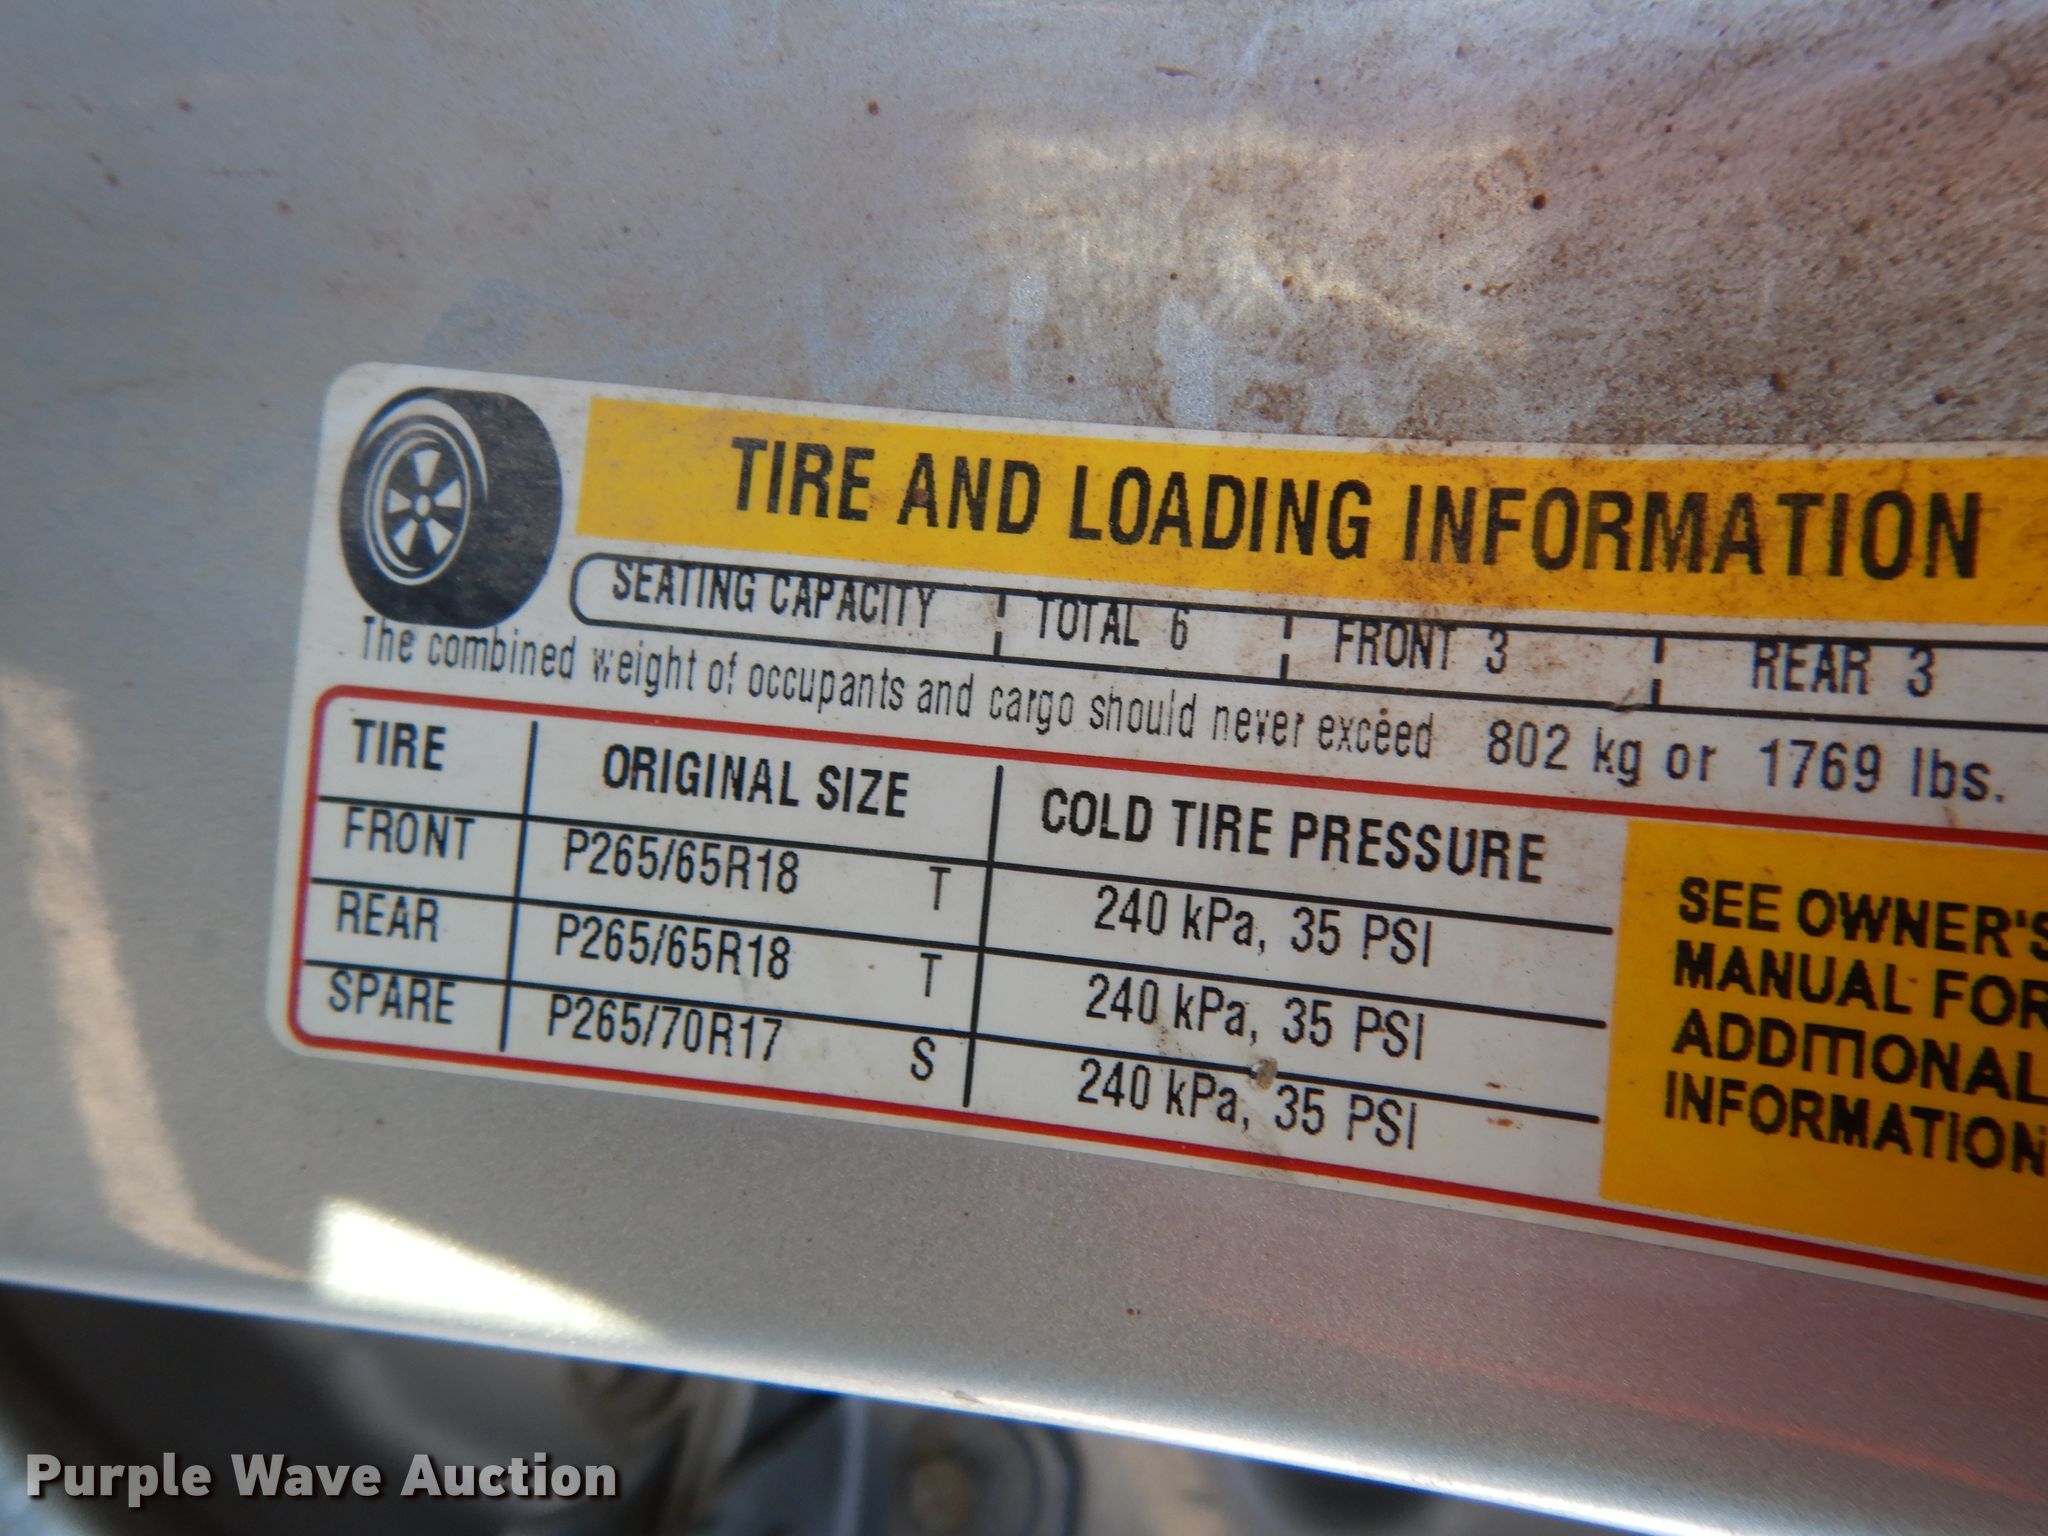 TIRE AND LOADING INFORMATION
SEATING CAPACITY TOTAL 6 FRONT 3 REAR 3
The combined weight of occupants and cargo should never exceed 802 kg or 1769 lbs.
TIRE ORIGINAL SIZE COLD TIRE PRESSURE
FRONT P265/65R18 T 240 kPa, 35 PSI
REAR P265/65R18 T 240 kPa, 35 PSI
SPARE P265/70R17 S 240 kPa, 35 PSI
SEE OWNER'S
MANUAL FOR
ADDITIONAL
INFORMATION
Purple Wave Auction